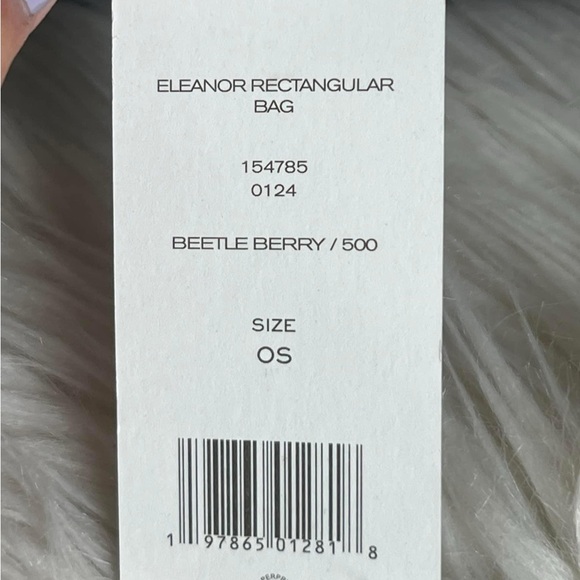 ELEANOR RECTANGULAR
BAG
154785
0124
BEETLE BERRY / 500
SIZE
OS
1 97865 01281 8